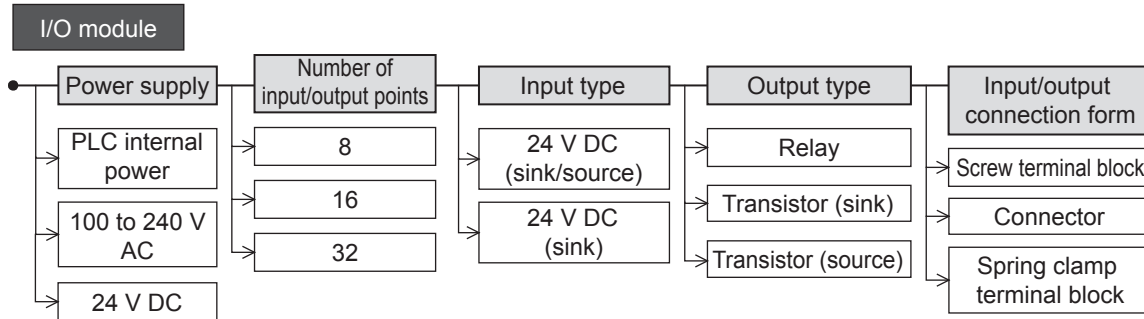 I/O module
Power supply
PLC internal
power
100 to 240 V
AC
24 V DC
Number of
input/output points
8
16
32
Input type
24 V DC
(sink/source)
24 V DC
(sink)
Output type
Relay
Transistor (sink)
Transistor (source)
Input/output
connection form
Screw terminal block
Connector
Spring clamp
terminal block